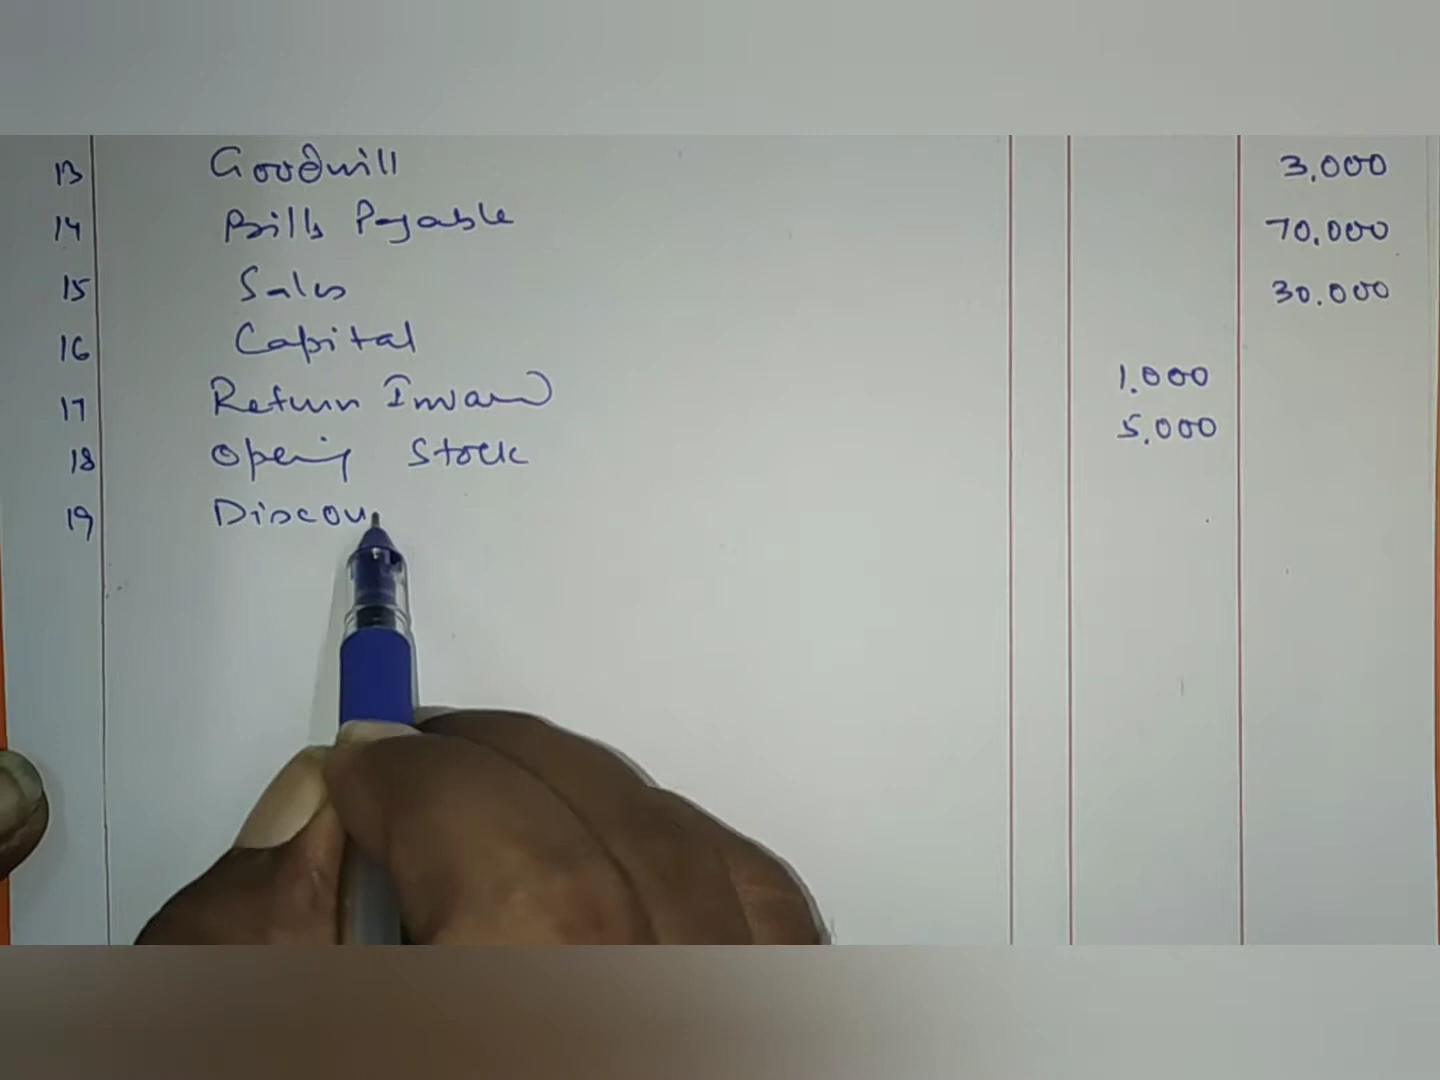 13 Goodwill 3,000
14 Bills Payable 70,000
15 Sales 30,000
16 Capital
17 Return Inward 1,000
18 Opening Stock 5,000
19 Discou